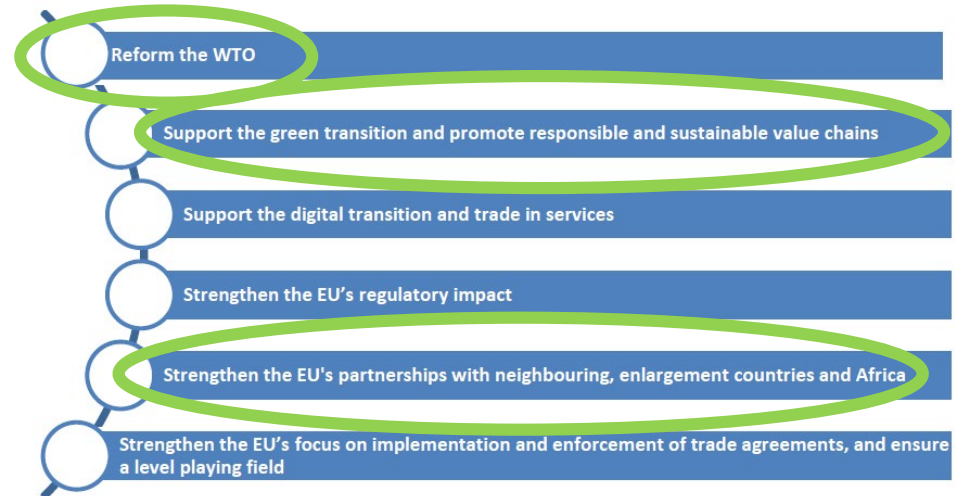 Reform the WTO
Support the green transition and promote responsible and sustainable value chains
Support the digital transition and trade in services
Strengthen the EU’s regulatory impact
Strengthen the EU's partnerships with neighbouring, enlargement countries and Africa
Strengthen the EU’s focus on implementation and enforcement of trade agreements, and ensure
a level playing field